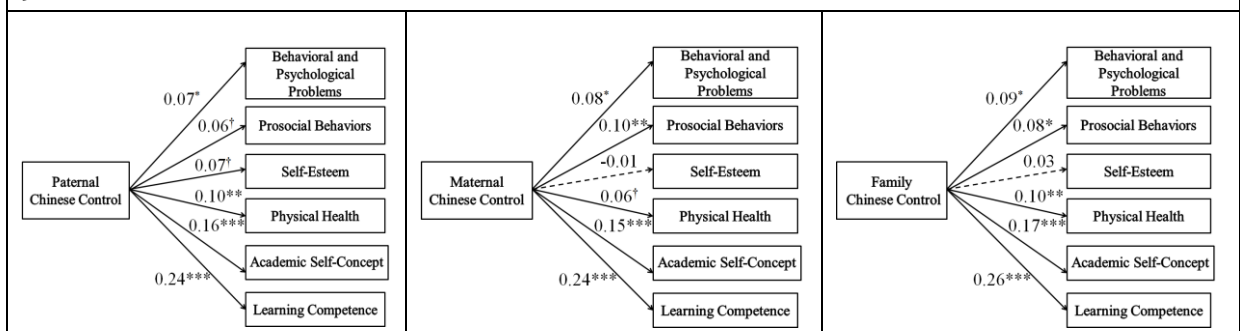 Behavioral and
Psychological
Problems
0.07*
0.06†
Prosocial Behaviors
0.07†
Self-Esteem
Paternal
Chinese Control
0.10**
Physical Health
0.16***
Academic Self-Concept
0.24***
Learning Competence
Behavioral and
Psychological
Problems
0.08*
0.10**
Prosocial Behaviors
-0.01
Self-Esteem
Maternal
Chinese Control
0.06†
Physical Health
0.15***
Academic Self-Concept
0.24***
Learning Competence
Behavioral and
Psychological
Problems
0.09*
0.08*
Prosocial Behaviors
0.03
Self-Esteem
Family
Chinese Control
0.10**
Physical Health
0.17***
Academic Self-Concept
0.26***
Learning Competence